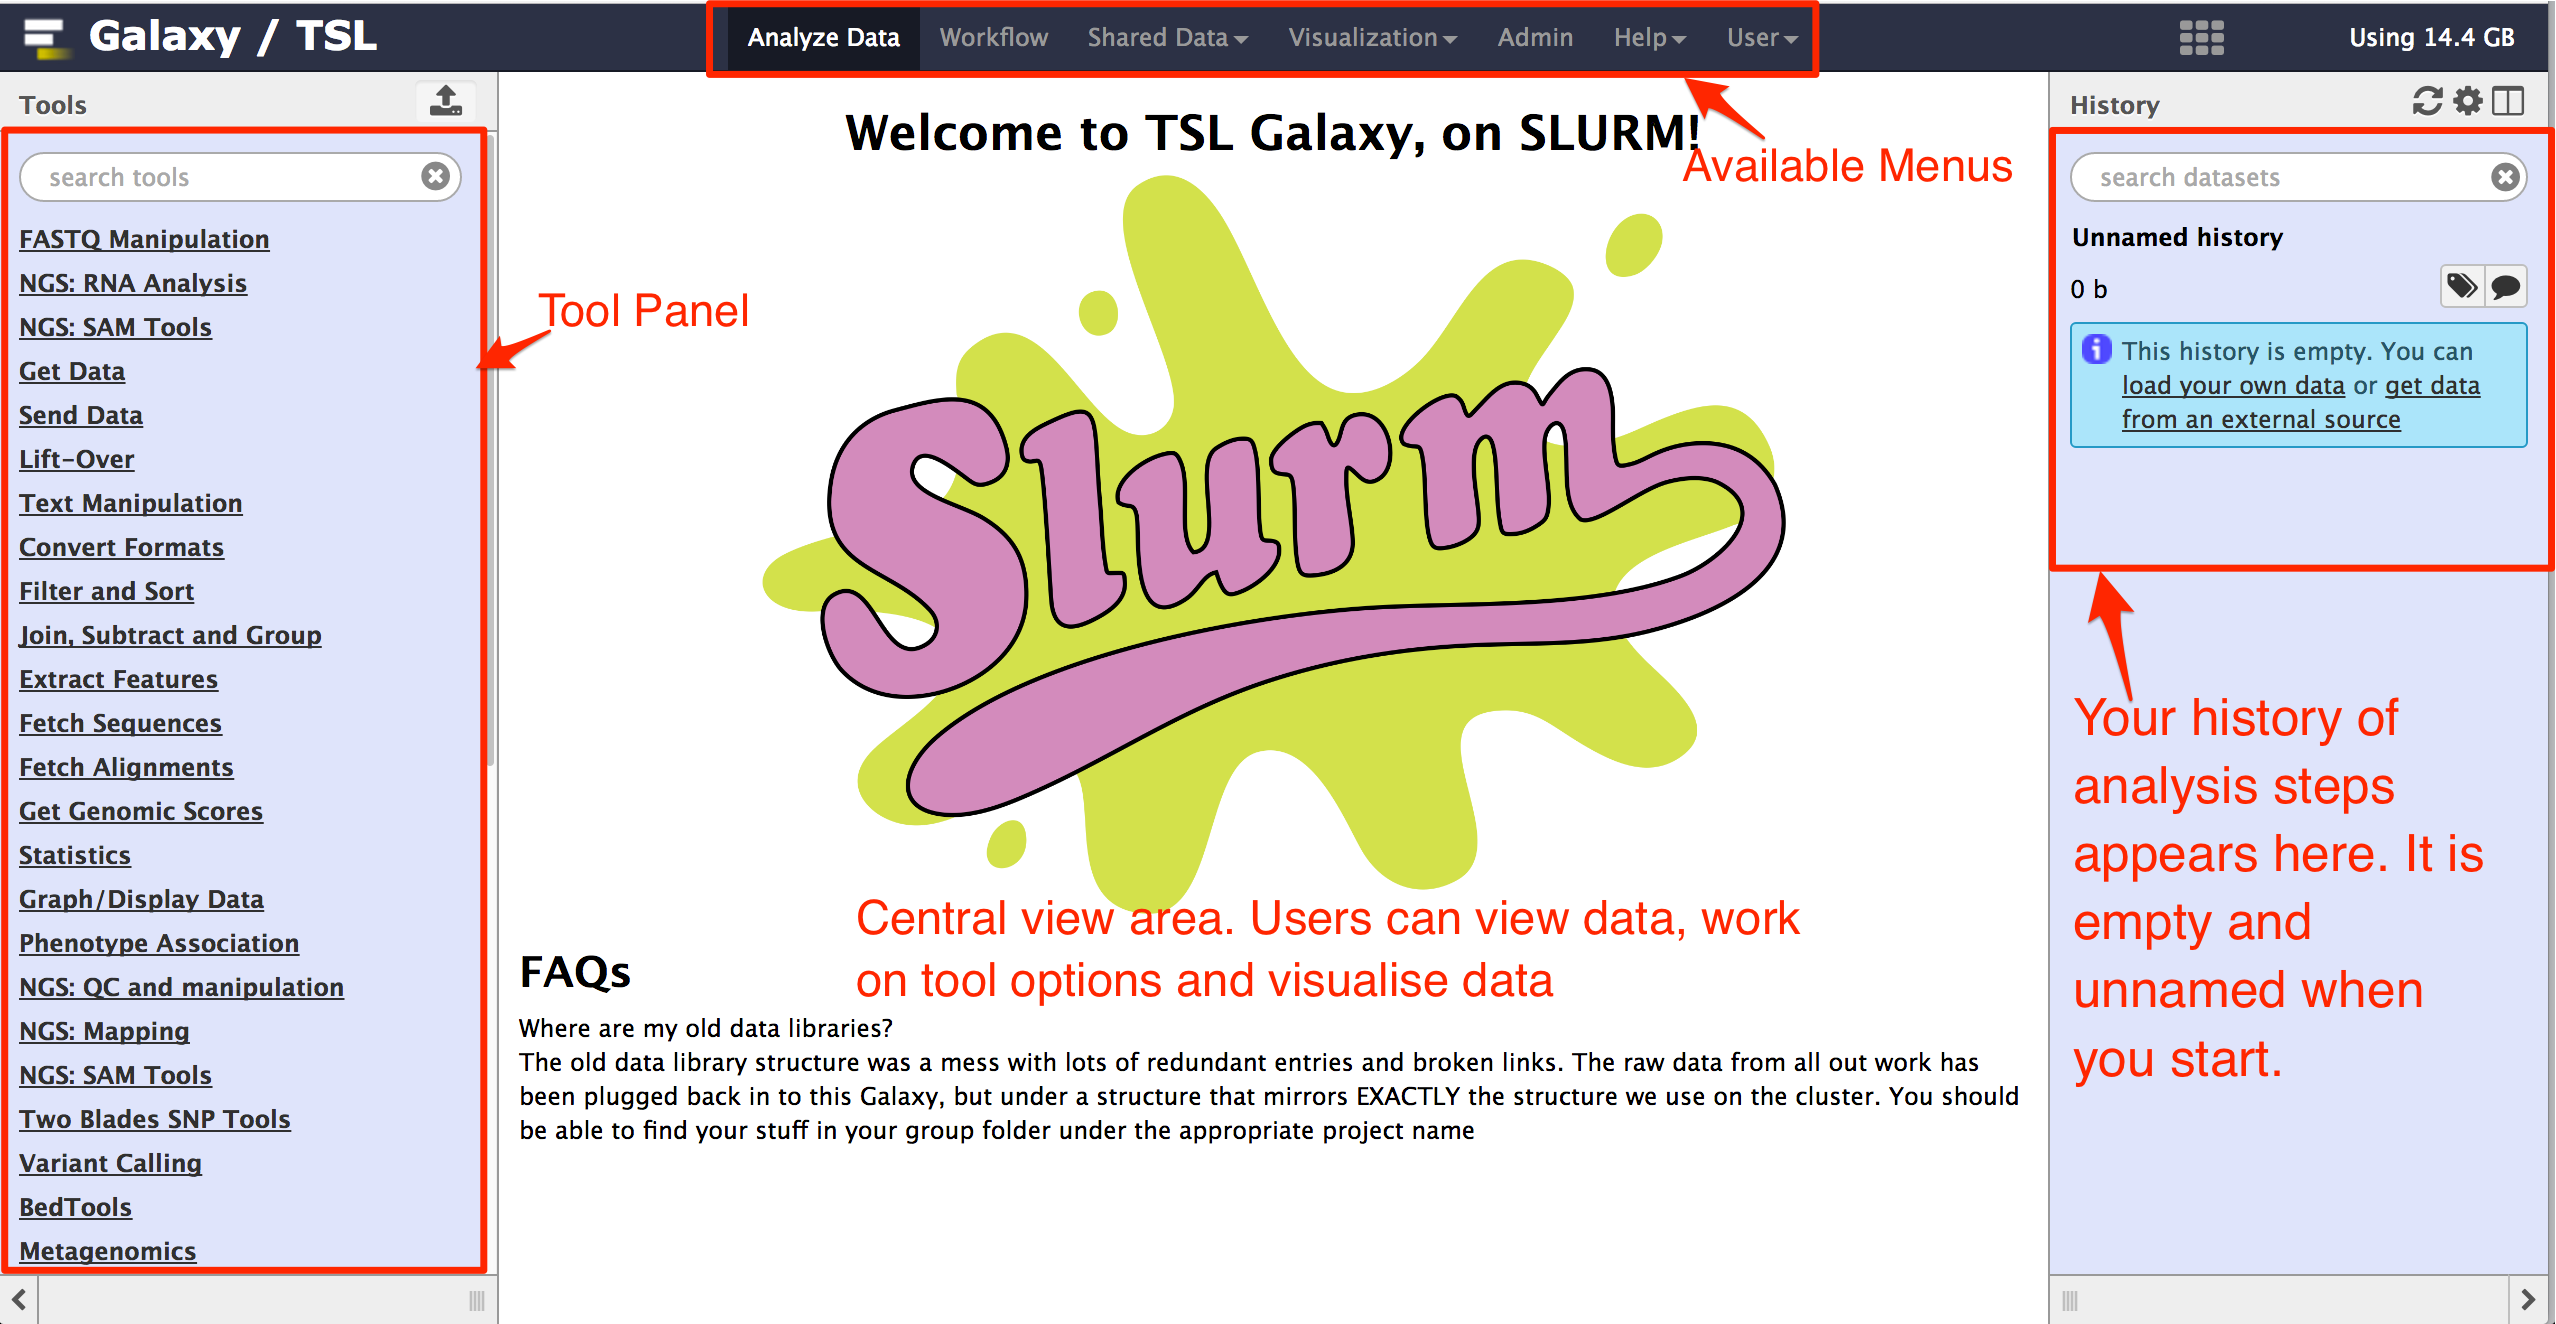 Galaxy / TSL
Analyze Data Workflow Shared Data Visualization Admin Help User
Using 14.4 GB
Tools
search tools
FASTQ Manipulation
NGS: RNA Analysis
NGS: SAM Tools
Get Data
Send Data
Lift-Over
Text Manipulation
Convert Formats
Filter and Sort
Join, Subtract and Group
Extract Features
Fetch Sequences
Fetch Alignments
Get Genomic Scores
Statistics
Graph/Display Data
Phenotype Association
NGS: QC and manipulation
NGS: Mapping
NGS: SAM Tools
Two Blades SNP Tools
Variant Calling
BedTools
Metagenomics
Tool Panel
Welcome to TSL Galaxy, on SLURM!
Available Menus
Slurm
Central view area. Users can view data, work
on tool options and visualise data
FAQs
Where are my old data libraries?
The old data library structure was a mess with lots of redundant entries and broken links. The raw data from all out work has
been plugged back in to this Galaxy, but under a structure that mirrors EXACTLY the structure we use on the cluster. You should
be able to find your stuff in your group folder under the appropriate project name
History
search datasets
Unnamed history
0 b
This history is empty. You can
load your own data or get data
from an external source
Your history of
analysis steps
appears here. It is
empty and
unnamed when
you start.